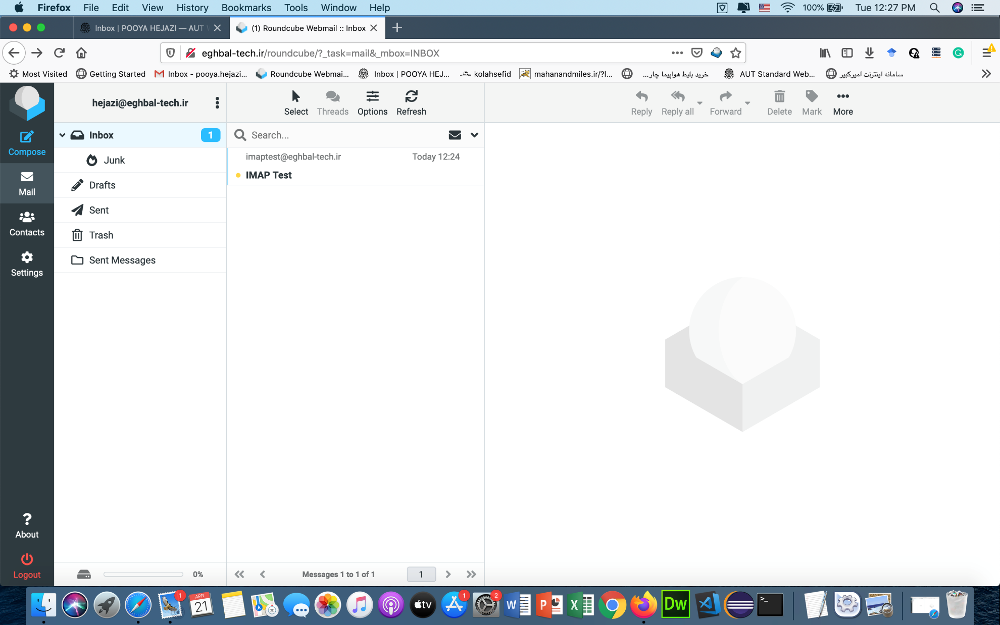 Firefox File Edit View History Bookmarks Tools Window Help 100% Tue 12:27 PM
Inbox | POOYA HEJAZI — AUT (1) Roundcube Webmail :: Inbox
eghbal-tech.ir/roundcube/?_task=mail&_mbox=INBOX
Most Visited Getting Started Inbox - pooya.hejazi... Roundcube Webmai... Inbox | POOYA HEJ... kolahsefid mahanandmiles.ir/?l... خرید بلیط هواپیما چار... AUT Standard Web... سامانه اینترنت امیرکبیر
hejazi@eghbal-tech.ir
Select Threads Options Refresh
Reply Reply all Forward Delete Mark More
Compose
Mail
Contacts
Settings
About
Logout
Inbox 1
Junk
Drafts
Sent
Trash
Sent Messages
0%
Search...
imaptest@eghbal-tech.ir Today 12:24
IMAP Test
Messages 1 to 1 of 1 1
1 APR 21 3D tv 1 2 W P X Dw >_